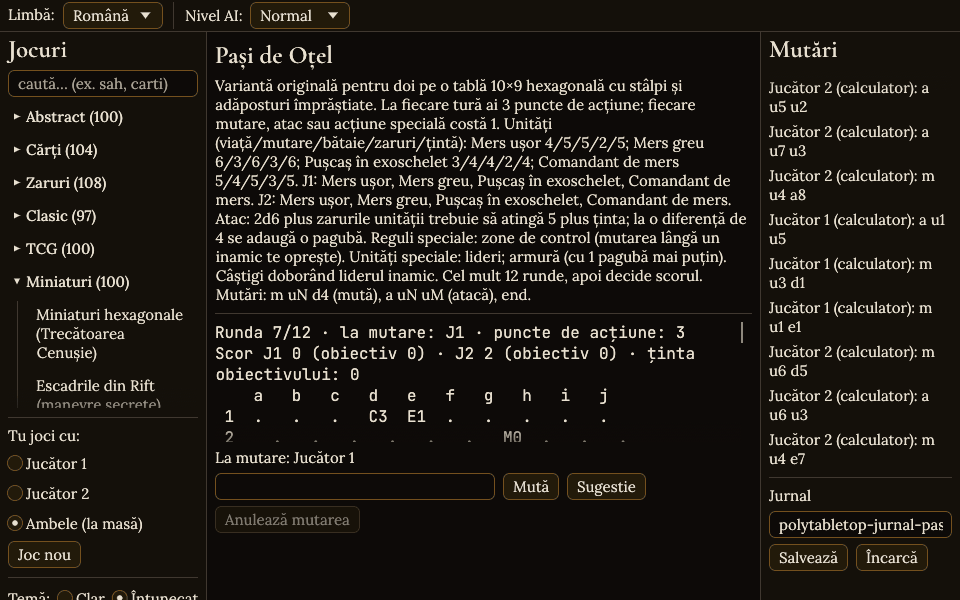 Limbă: Română Nivel AI: Normal
Jocuri
caută... (ex. sah, carti)
Abstract (100)
Cărți (104)
Zaruri (108)
Clasic (97)
TCG (100)
Miniaturi (100)
Miniaturi hexagonale
(Trecătoarea
Cenușie)
Escadrile din Rift
(manevre secrete)
Tu joci cu:
Jucător 1
Jucător 2
Ambele (la masă)
Joc nou
Temă: Clar Întunecat
Pași de Oțel
Variantă originală pentru doi pe o tablă 10×9 hexagonală cu stâlpi și
adăposturi împrăștiate. La fiecare tură ai 3 puncte de acțiune; fiecare
mutare, atac sau acțiune specială costă 1. Unități
(viață/mutare/bătaie/zaruri/țintă): Mers ușor 4/5/5/2/5; Mers greu
6/3/6/3/6; Pușcaș în exoschelet 3/4/4/2/4; Comandant de mers
5/4/5/3/5. J1: Mers ușor, Mers greu, Pușcaș în exoschelet, Comandant de
mers. J2: Mers ușor, Mers greu, Pușcaș în exoschelet, Comandant de mers.
Atac: 2d6 plus zarurile unității trebuie să atingă 5 plus ținta; la o diferență de
4 se adaugă o pagubă. Reguli speciale: zone de control (mutarea lângă un
inamic te oprește). Unități speciale: lideri; armură (cu 1 pagubă mai puțin).
Câștigi doborând liderul inamic. Cel mult 12 runde, apoi decide scorul.
Mutări: m uN d4 (mută), a uN uM (atacă), end.
Runda 7/12 · la mutare: J1 · puncte de acțiune: 3
Scor J1 0 (obiectiv 0) · J2 2 (obiectiv 0) · ținta
obiectivului: 0
a b c d e f g h i j
1 . . . C3 E1 . . . . .
2 . . . . . . M0 . . .
La mutare: Jucător 1
Mută Sugestie
Anulează mutarea
Mutări
Jucător 2 (calculator): a
u5 u2
Jucător 2 (calculator): a
u7 u3
Jucător 2 (calculator): m
u4 a8
Jucător 1 (calculator): a u1
u5
Jucător 1 (calculator): m
u3 d1
Jucător 1 (calculator): m
u1 e1
Jucător 2 (calculator): m
u6 d5
Jucător 2 (calculator): a
u6 u3
Jucător 2 (calculator): m
u4 e7
Jurnal
polytabletop-jurnal-pas
Salvează Încarcă